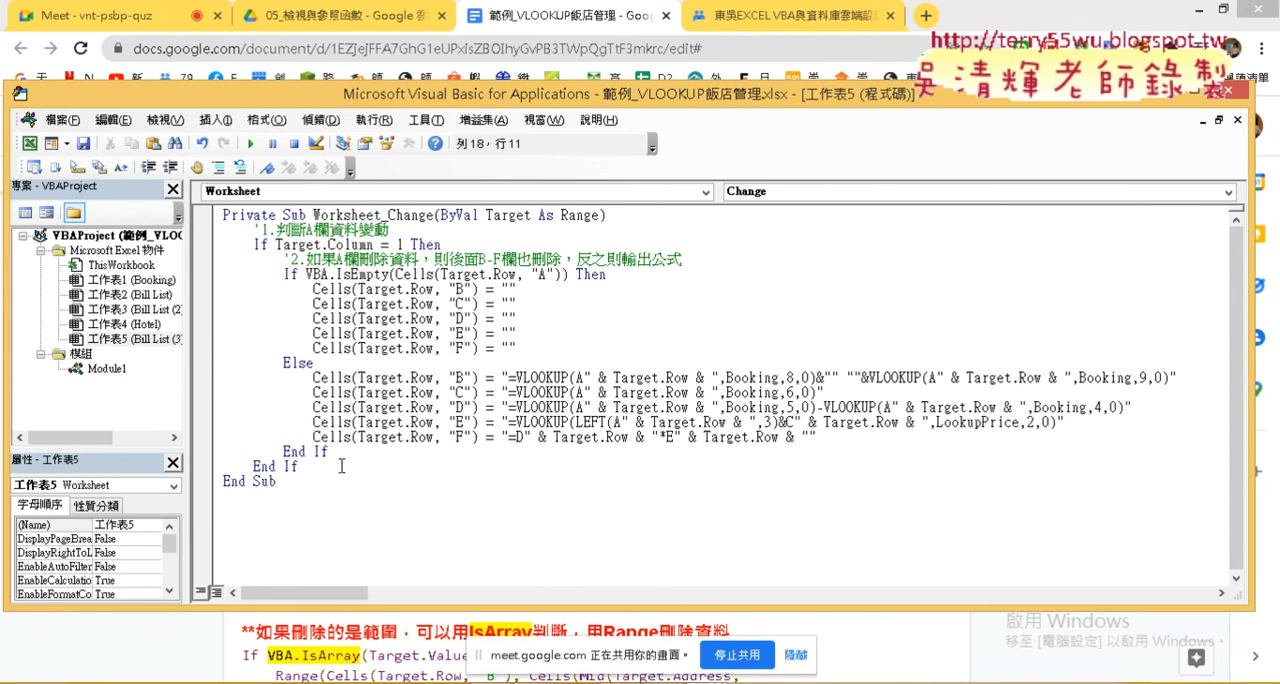 Meet - vnt-psbp-quz
05_檢視與參照函數 - Google 雲
範例_VLOOKUP飯店管理 - Goo
東吳EXCEL VBA與資料庫雲端設
docs.google.com/document/d/1EZJeJFFA7GhG1eUPxlsZBOIhyGvPB3TWpQgTtF3mkrc/edit#
http://terry55wu.blogspot.tw
吳清輝老師錄製
Microsoft Visual Basic for Applications - 範例_VLOOKUP飯店管理.xlsx - [工作表5 (程式碼)]
檔案(F) 編輯(E) 檢視(V) 插入(I) 格式(O) 偵錯(D) 執行(R) 工具(T) 增益集(A) 視窗(W) 說明(H)
列 18，行 11
專案 - VBAProject
VBAProject (範例_VLO
Microsoft Excel 物件
ThisWorkbook
工作表1 (Booking)
工作表2 (Bill List)
工作表3 (Bill List (2
工作表4 (Hotel)
工作表5 (Bill List (3
模組
Module1
屬性 - 工作表5
工作表5 Worksheet
字母順序 性質分類
(Name) 工作表5
DisplayPageBrea False
DisplayRightToL False
EnableAutoFilter False
EnableCalculatio True
EnableFormatCo True
Worksheet
Change
Private Sub Worksheet_Change(ByVal Target As Range)
'1.判斷A欄資料變動
If Target.Column = 1 Then
'2.如果A欄刪除資料，則後面B-F欄也刪除，反之則輸出公式
If VBA.IsEmpty(Cells(Target.Row, "A")) Then
Cells(Target.Row, "B") = ""
Cells(Target.Row, "C") = ""
Cells(Target.Row, "D") = ""
Cells(Target.Row, "E") = ""
Cells(Target.Row, "F") = ""
Else
Cells(Target.Row, "B") = "=VLOOKUP(A" & Target.Row & ",Booking,8,0)&"" ""&VLOOKUP(A" & Target.Row & ",Booking,9,0)"
Cells(Target.Row, "C") = "=VLOOKUP(A" & Target.Row & ",Booking,6,0)"
Cells(Target.Row, "D") = "=VLOOKUP(A" & Target.Row & ",Booking,5,0)-VLOOKUP(A" & Target.Row & ",Booking,4,0)"
Cells(Target.Row, "E") = "=VLOOKUP(LEFT(A" & Target.Row & ",3)&C" & Target.Row & ",LookupPrice,2,0)"
Cells(Target.Row, "F") = "=D" & Target.Row & "*E" & Target.Row & ""
End If
End If
End Sub
**如果刪除的是範圍，可以用IsArray判斷，用Range刪除資料
If VBA.IsArray(Target.Value
Range(Cells(Target.Row, "B"), Cells(Mid(Target.Address,
meet.google.com 正在共用你的畫面。
停止共用
隱藏
啟用 Windows
移至 [電腦設定] 以啟用 Windows。